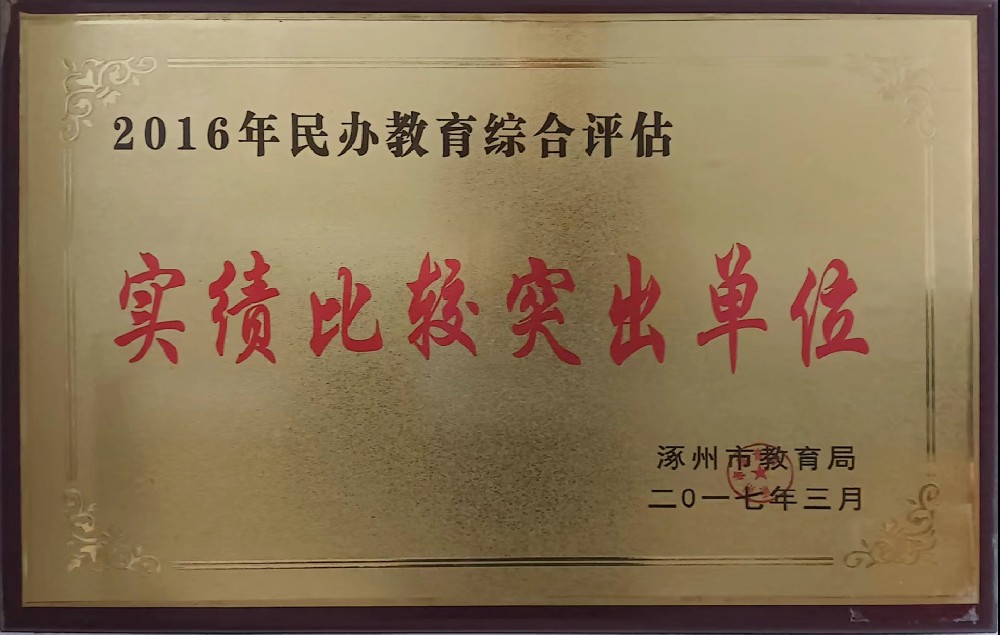 2016年民办教育综合评估
实绩比较突出单位
涿州市教育局
二0一七年三月